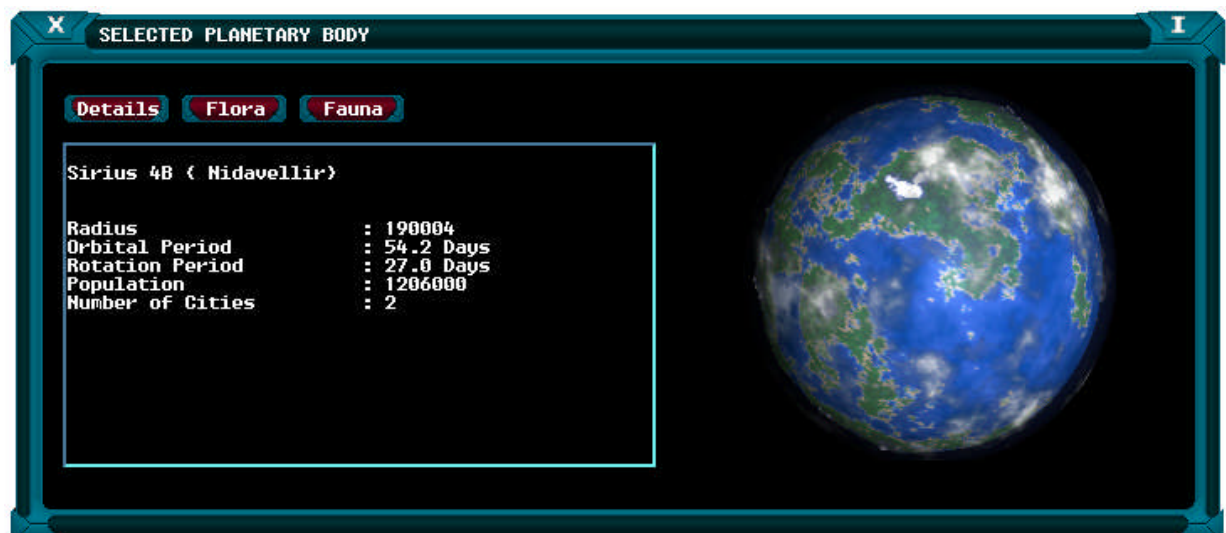 X SELECTED PLANETARY BODY I
Details Flora Fauna
Sirius 4B ( Nidavellir)
Radius : 190004
Orbital Period : 54.2 Days
Rotation Period : 27.0 Days
Population : 1206000
Number of Cities : 2